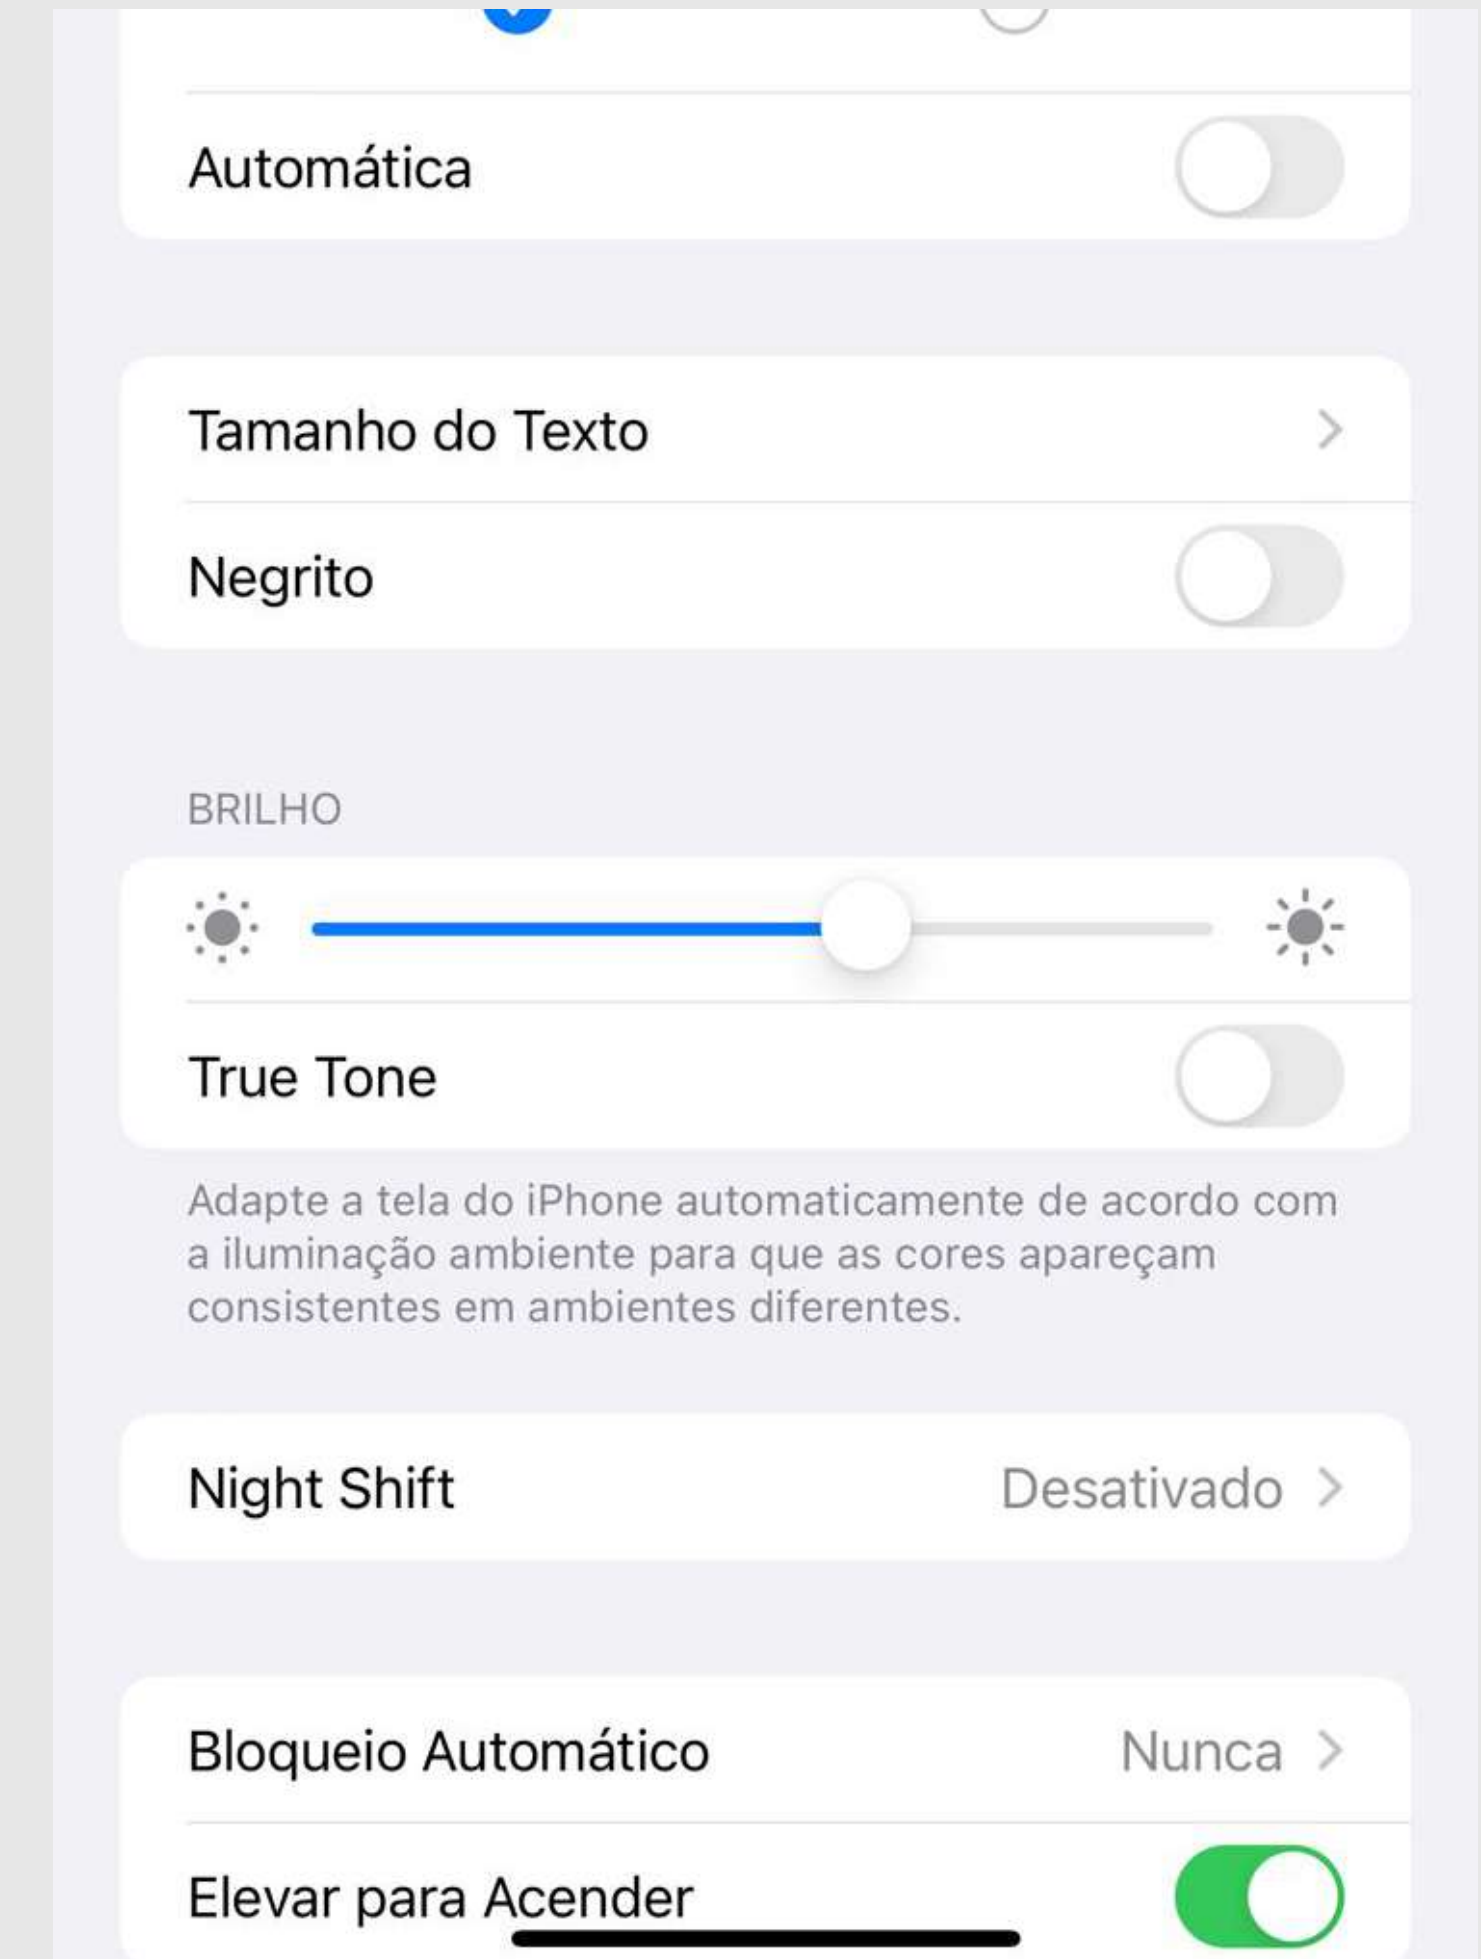 Automática
Tamanho do Texto
Negrito
BRILHO
True Tone
Adapte a tela do iPhone automaticamente de acordo com
a iluminação ambiente para que as cores apareçam
consistentes em ambientes diferentes.
Night Shift Desativado
Bloqueio Automático Nunca
Elevar para Acender